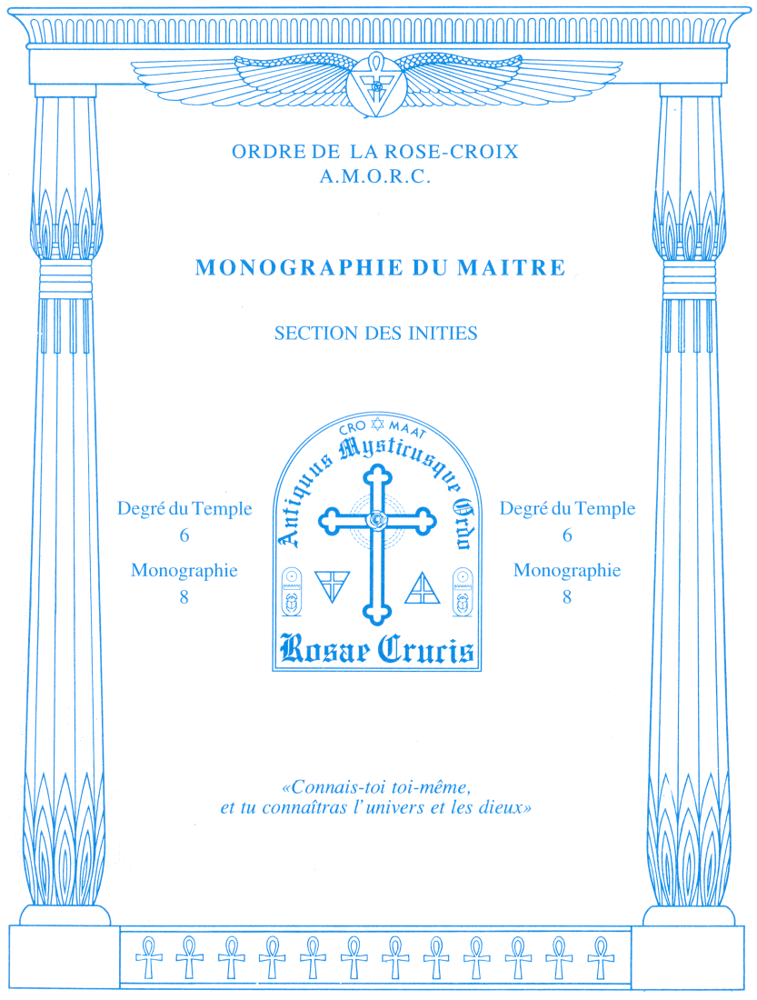 ORDRE DE LA ROSE-CROIX
A.M.O.R.C.
MONOGRAPHIE DU MAITRE
SECTION DES INITIES
CRO MAAT
Antiquus Mysticusque Ordo
Degré du Temple
6
Monographie
8
Degré du Temple
6
Monographie
8
Rosae Crucis
«Connais-toi toi-même,
et tu connaîtras l'univers et les dieux»